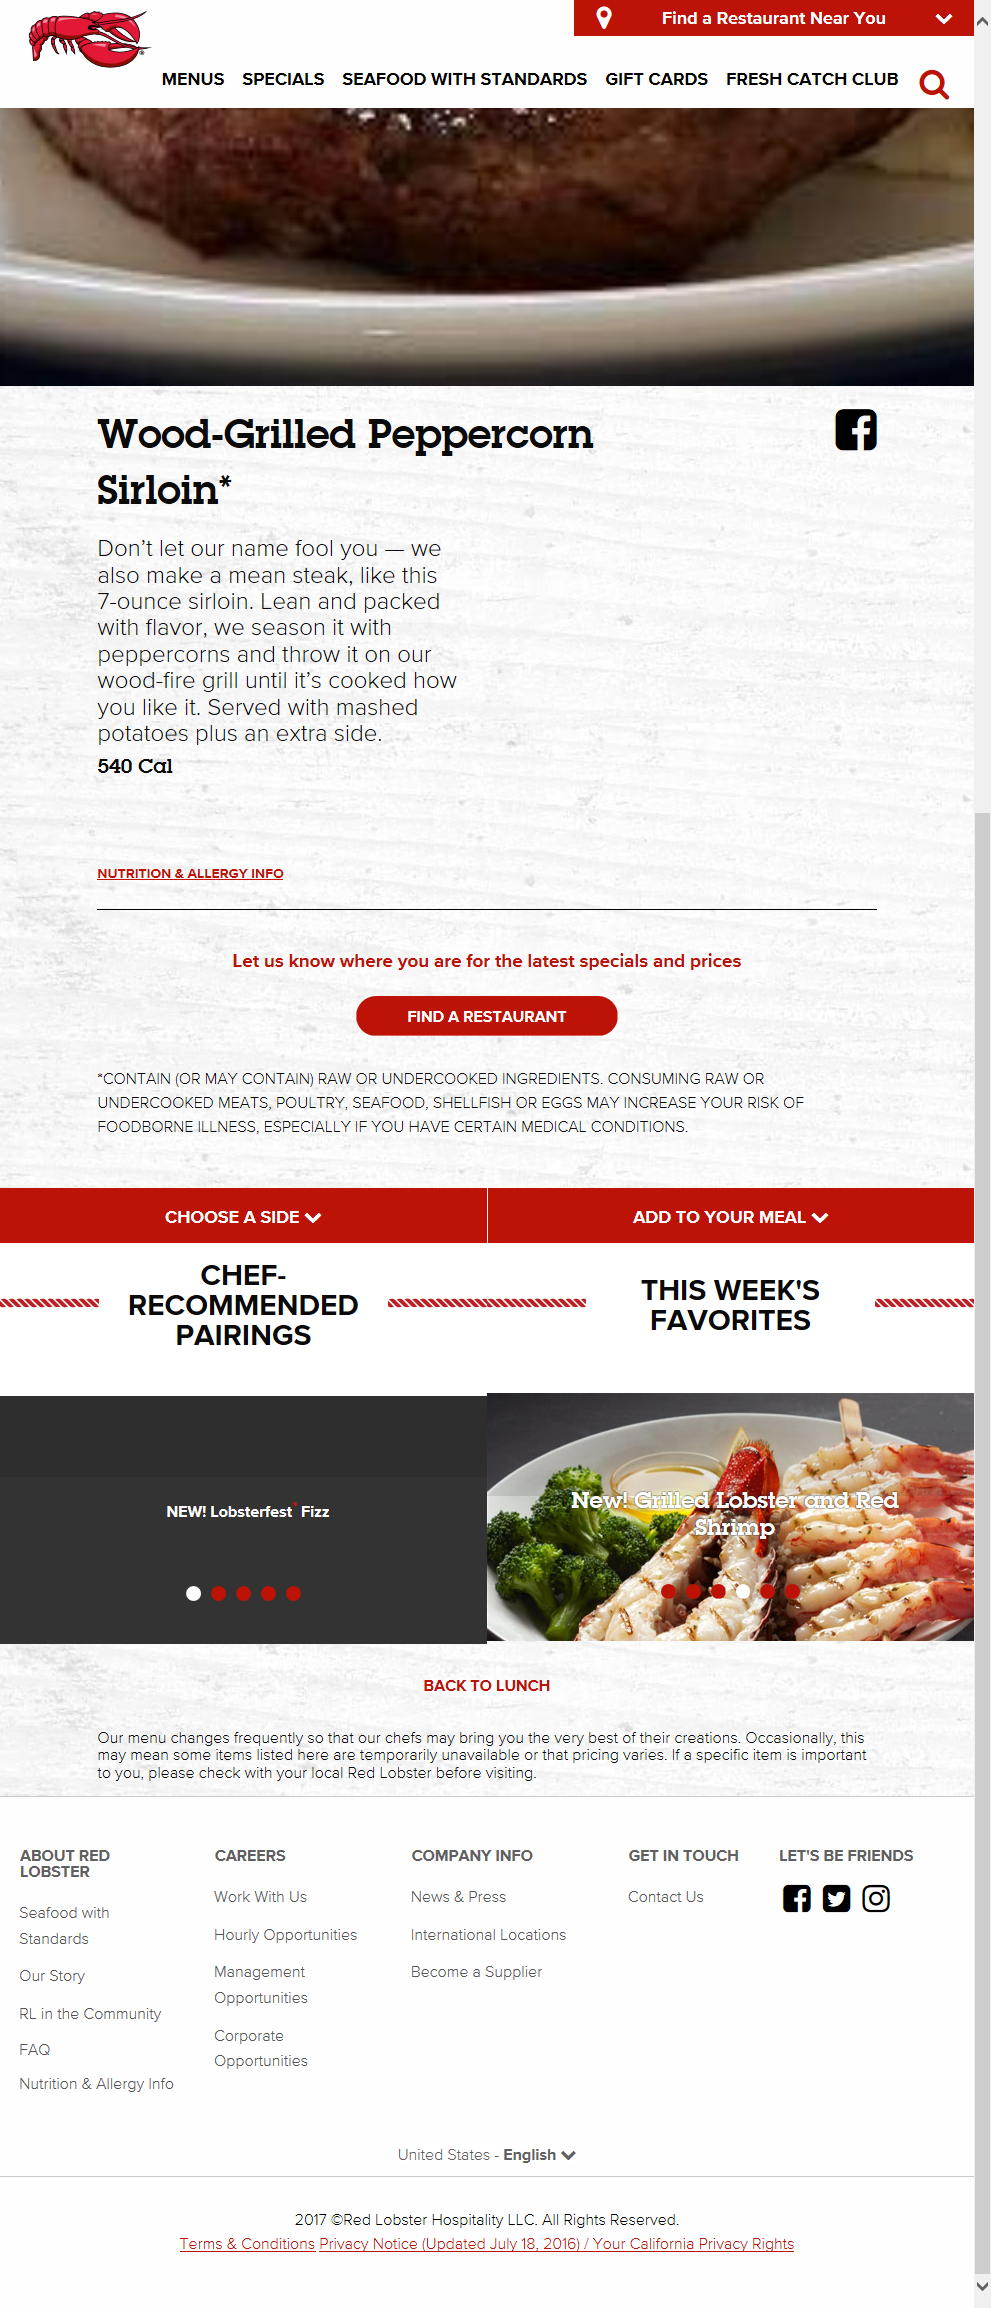 Find a Restaurant Near You
MENUS SPECIALS SEAFOOD WITH STANDARDS GIFT CARDS FRESH CATCH CLUB
Wood-Grilled Peppercorn
Sirloin*
Don’t let our name fool you — we
also make a mean steak, like this
7-ounce sirloin. Lean and packed
with flavor, we season it with
peppercorns and throw it on our
wood-fire grill until it’s cooked how
you like it. Served with mashed
potatoes plus an extra side.
540 Cal
NUTRITION & ALLERGY INFO
Let us know where you are for the latest specials and prices
FIND A RESTAURANT
*CONTAIN (OR MAY CONTAIN) RAW OR UNDERCOOKED INGREDIENTS. CONSUMING RAW OR
UNDERCOOKED MEATS, POULTRY, SEAFOOD, SHELLFISH OR EGGS MAY INCREASE YOUR RISK OF
FOODBORNE ILLNESS, ESPECIALLY IF YOU HAVE CERTAIN MEDICAL CONDITIONS.
CHOOSE A SIDE
ADD TO YOUR MEAL
CHEF-
RECOMMENDED
PAIRINGS
THIS WEEK'S
FAVORITES
NEW! Lobsterfest Fizz
New! Grilled Lobster and Red
Shrimp
BACK TO LUNCH
Our menu changes frequently so that our chefs may bring you the very best of their creations. Occasionally, this
may mean some items listed here are temporarily unavailable or that pricing varies. If a specific item is important
to you, please check with your local Red Lobster before visiting.
ABOUT RED
LOBSTER
Seafood with
Standards
Our Story
RL in the Community
FAQ
Nutrition & Allergy Info
CAREERS
Work With Us
Hourly Opportunities
Management
Opportunities
Corporate
Opportunities
COMPANY INFO
News & Press
International Locations
Become a Supplier
GET IN TOUCH
Contact Us
LET'S BE FRIENDS
United States - English
2017 ©Red Lobster Hospitality LLC. All Rights Reserved.
Terms & Conditions Privacy Notice (Updated July 18, 2016) / Your California Privacy Rights